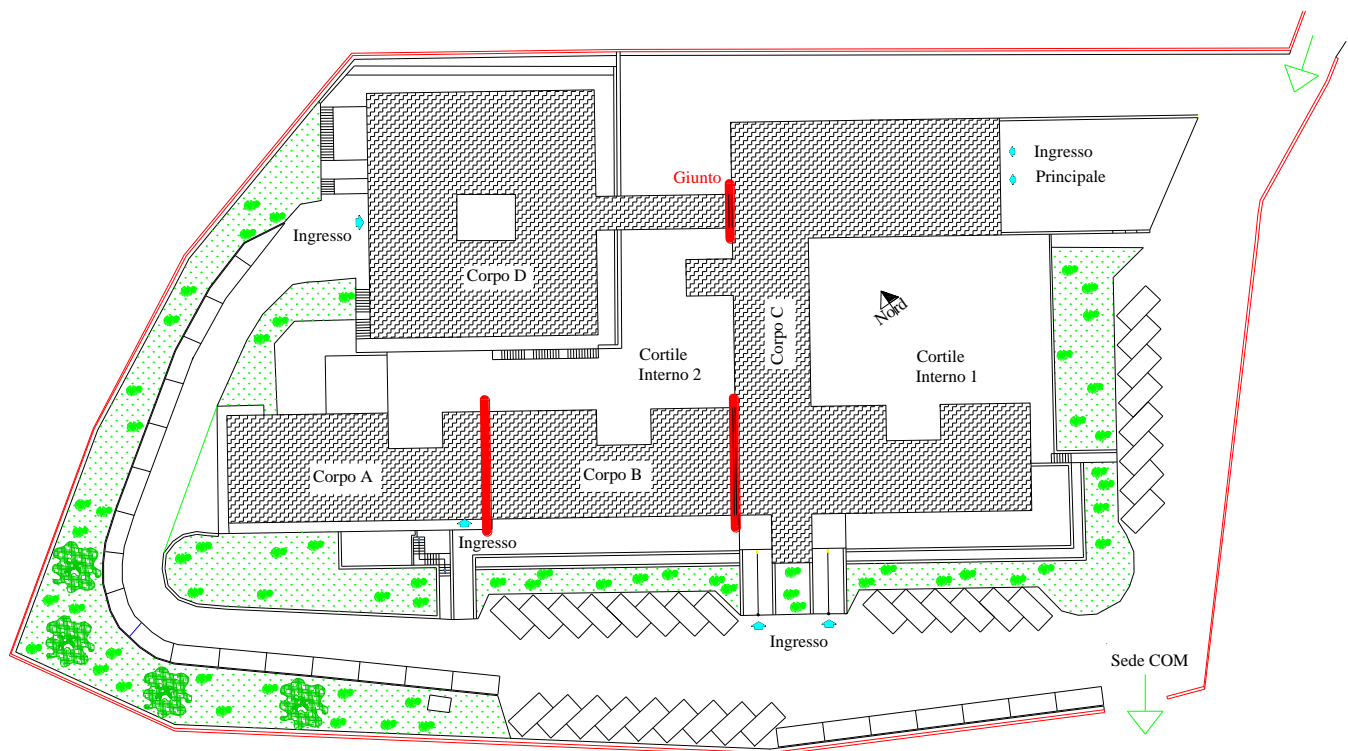 Ingresso
Principale
Giunto
Ingresso
Corpo D
Nord
Corpo C
Cortile
Interno 2
Cortile
Interno 1
Corpo A
Corpo B
Ingresso
Ingresso
Sede COM